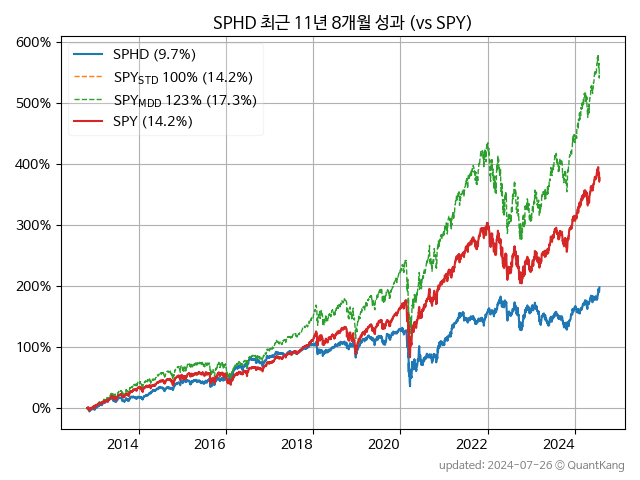 SPHD 최근 11년 8개월 성과 (vs SPY)
600%
500%
400%
300%
200%
100%
0%
SPHD (9.7%)
SPY_STD 100% (14.2%)
SPY_MDD 123% (17.3%)
SPY (14.2%)
2014 2016 2018 2020 2022 2024
updated: 2024-07-26 © QuantKang